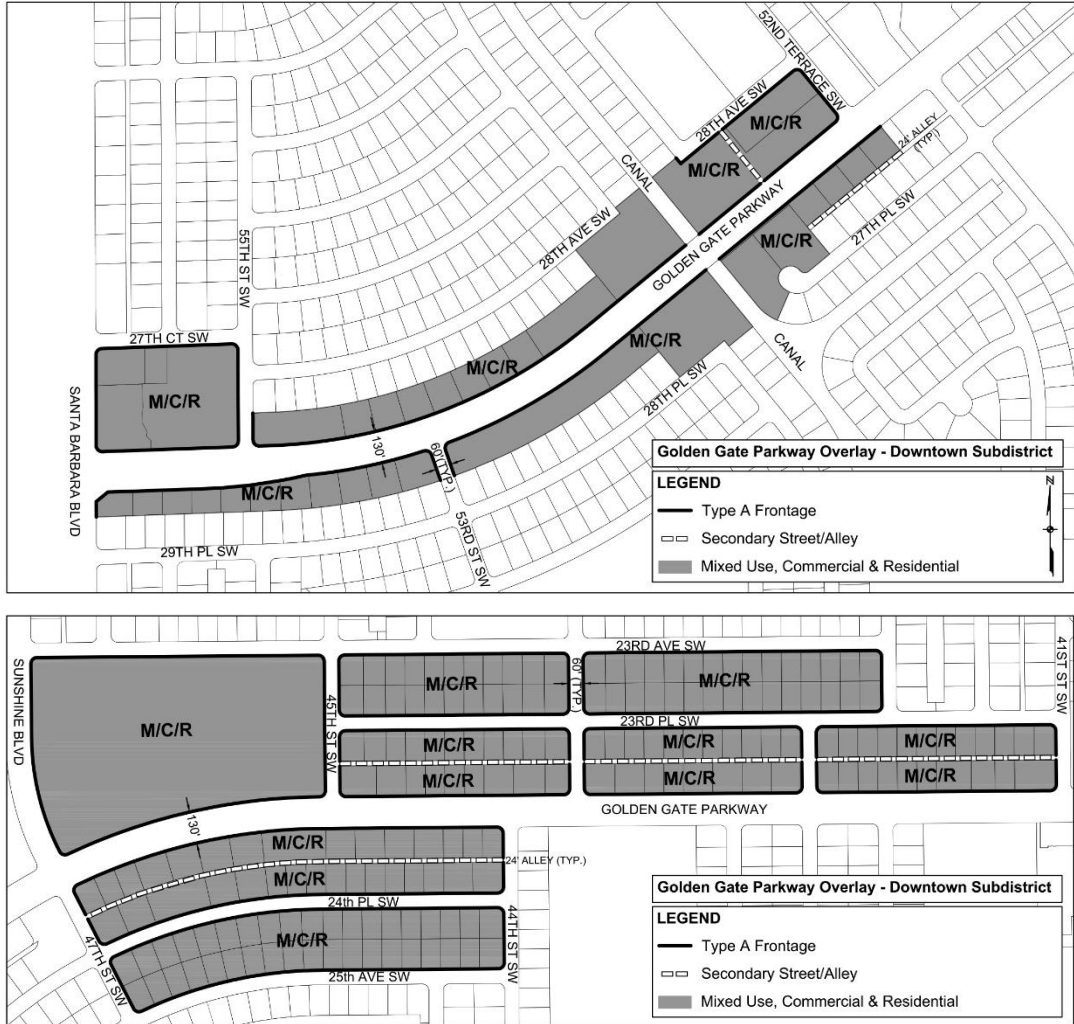 52ND TERRACE SW
28TH AVE SW
M/C/R
24' ALLEY
(TYP.)
CANAL
M/C/R
GOLDEN GATE PARKWAY
27TH PL SW
M/C/R
55TH ST SW
28TH AVE SW
27TH CT SW
M/C/R
CANAL
M/C/R
SANTA BARBARA BLVD
M/C/R
28TH PL SW
130'
60'(TYP.)
M/C/R
53RD ST SW
29TH PL SW
Golden Gate Parkway Overlay - Downtown Subdistrict
LEGEND
N
Type A Frontage
Secondary Street/Alley
Mixed Use, Commercial & Residential
SUNSHINE BLVD
23RD AVE SW
41ST ST SW
M/C/R
45TH ST SW
M/C/R
60' (TYP.)
M/C/R
23RD PL SW
M/C/R
M/C/R
M/C/R
M/C/R
M/C/R
M/C/R
GOLDEN GATE PARKWAY
130'
M/C/R
24' ALLEY (TYP.)
M/C/R
24th PL SW
44TH ST SW
47TH ST SW
M/C/R
25th AVE SW
Golden Gate Parkway Overlay - Downtown Subdistrict
LEGEND
Type A Frontage
Secondary Street/Alley
Mixed Use, Commercial & Residential